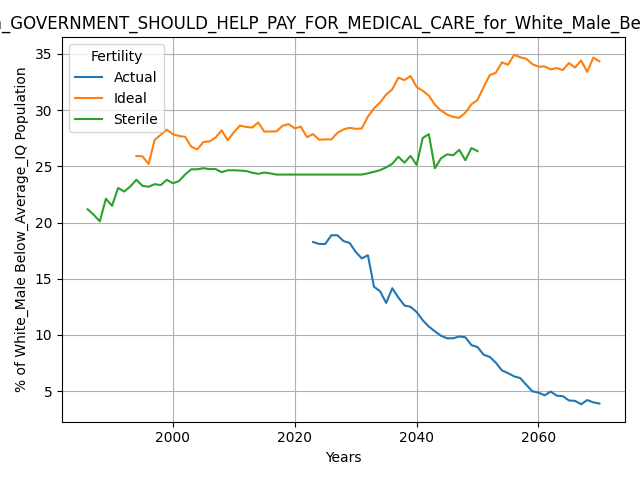 GOVERNMENT_SHOULD_HELP_PAY_FOR_MEDICAL_CARE_for_White_Male_Be
Fertility
Actual
Ideal
Sterile
% of White_Male Below_Average_IQ Population
35
30
25
20
15
10
5
2000
2020
2040
2060
Years